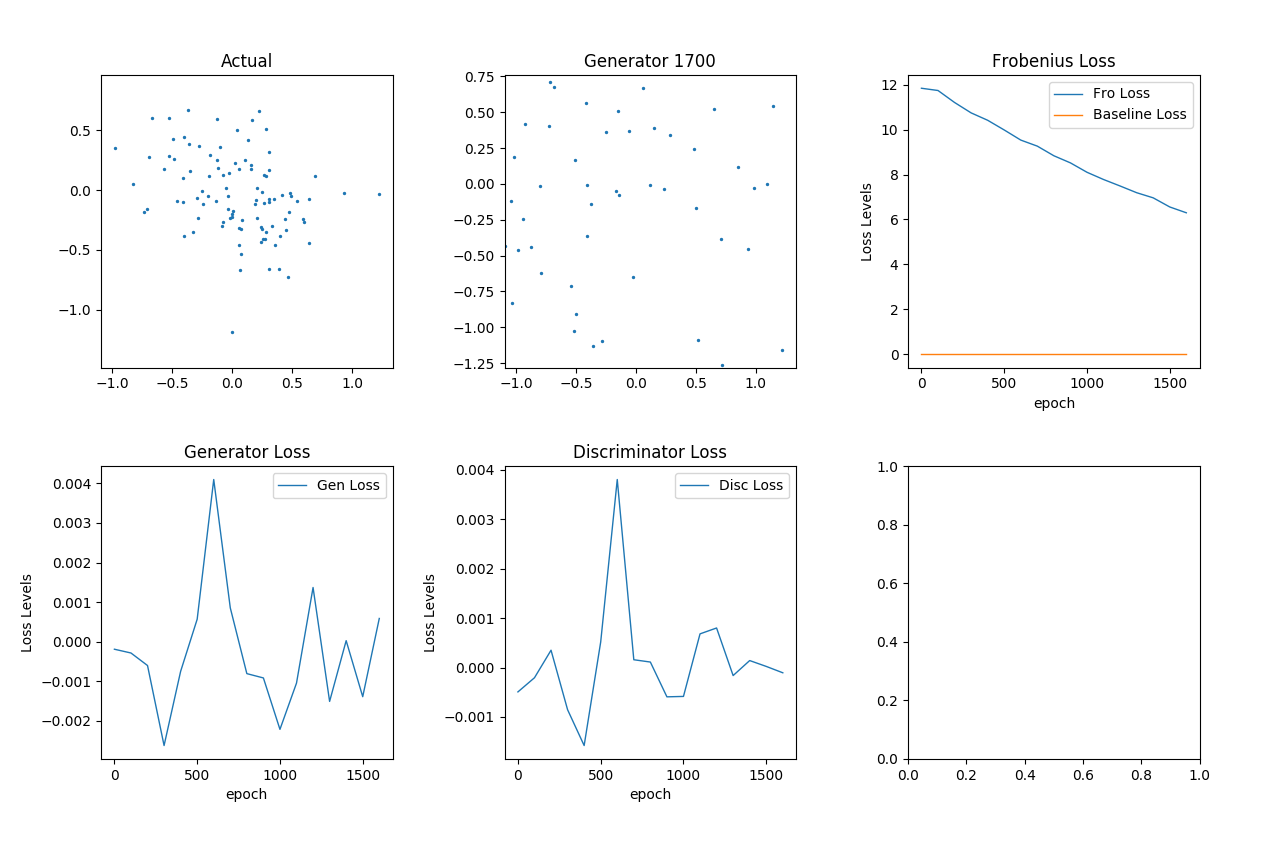 Actual
0.5
0.0
−0.5
−1.0
−1.0 −0.5 0.0 0.5 1.0
Generator 1700
0.75
0.50
0.25
0.00
−0.25
−0.50
−0.75
−1.00
−1.25
−1.0 −0.5 0.0 0.5 1.0
Frobenius Loss
Fro Loss
Baseline Loss
Loss Levels
12
10
8
6
4
2
0
0 500 1000 1500
epoch
Generator Loss
Gen Loss
Loss Levels
0.004
0.003
0.002
0.001
0.000
−0.001
−0.002
0 500 1000 1500
epoch
Discriminator Loss
Disc Loss
Loss Levels
0.004
0.003
0.002
0.001
0.000
−0.001
0 500 1000 1500
epoch
1.0
0.8
0.6
0.4
0.2
0.0
0.0 0.2 0.4 0.6 0.8 1.0